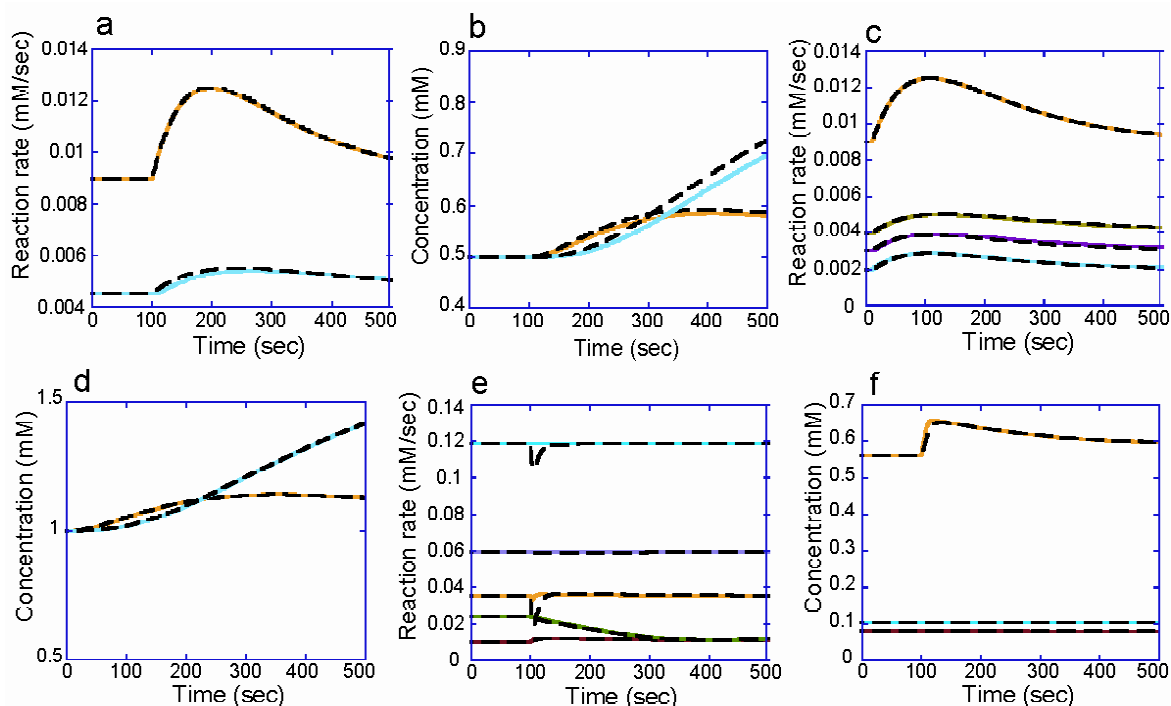 a
Reaction rate (mM/sec)
0.014
0.012
0.01
0.008
0.006
0.004
0 100 200 300 400 500
Time (sec)
b
Concentration (mM)
0.9
0.8
0.7
0.6
0.5
0.4
0 100 200 300 400 500
Time (sec)
c
Reaction rate (mM/sec)
0.014
0.012
0.01
0.008
0.006
0.004
0.002
0
0 100 200 300 400 500
Time (sec)
d
Concentration (mM)
1.5
1
0.5
0 100 200 300 400 500
Time (sec)
e
Reaction rate (mM/sec)
0.14
0.12
0.10
0.08
0.06
0.04
0.02
0
0 100 200 300 400 500
Time (sec)
f
Concentration (mM)
0.7
0.6
0.5
0.4
0.3
0.2
0.1
0
0 100 200 300 400 500
Time (sec)